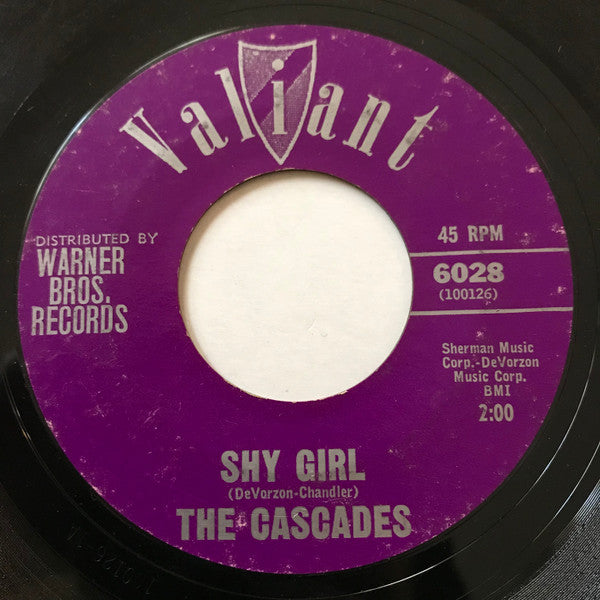 Valiant
DISTRIBUTED BY
WARNER
BROS.
RECORDS
45 RPM
6028
(100126)
Sherman Music
Corp.-DeVorzon
Music Corp.
BMI
2:00
SHY GIRL
(DeVorzon-Chandler)
THE CASCADES